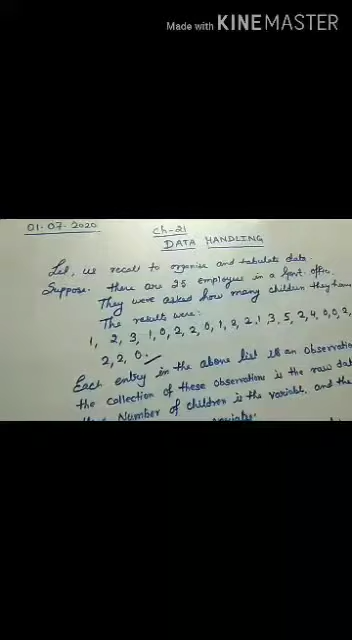 Made with KINEMASTER
01-07-2020
Ch-21
DATA HANDLING
Let, us recall to organise and tabulate data.
Suppose. there are 25 employees in a Govt. office.
They were asked how many children they have
The results were:
1, 2, 3, 1, 0, 2, 2, 0, 1, 2, 2, 1, 3, 5, 2, 4, 0, 0, 2,
2, 2, 0.
Each entry in the above list is an observation
the collection of these observations is the raw data
Number of children is the variable, and the